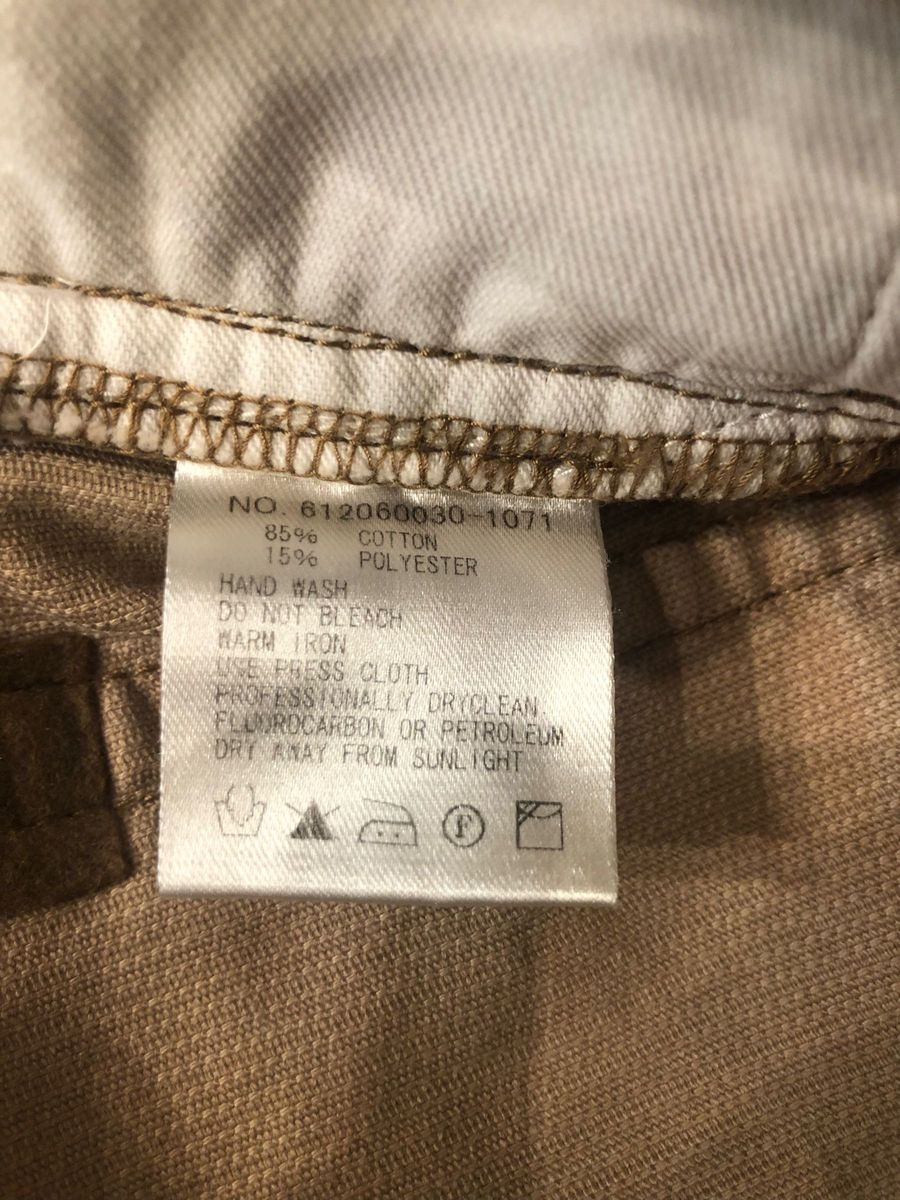 NO. 612060030-1071
85% COTTON
15% POLYESTER
HAND WASH
DO NOT BLEACH
WARM IRON
USE PRESS CLOTH
PROFESSIONALLY DRYCLEAN
FLUOROCARBON OR PETROLEUM
DRY AWAY FROM SUNLIGHT
F